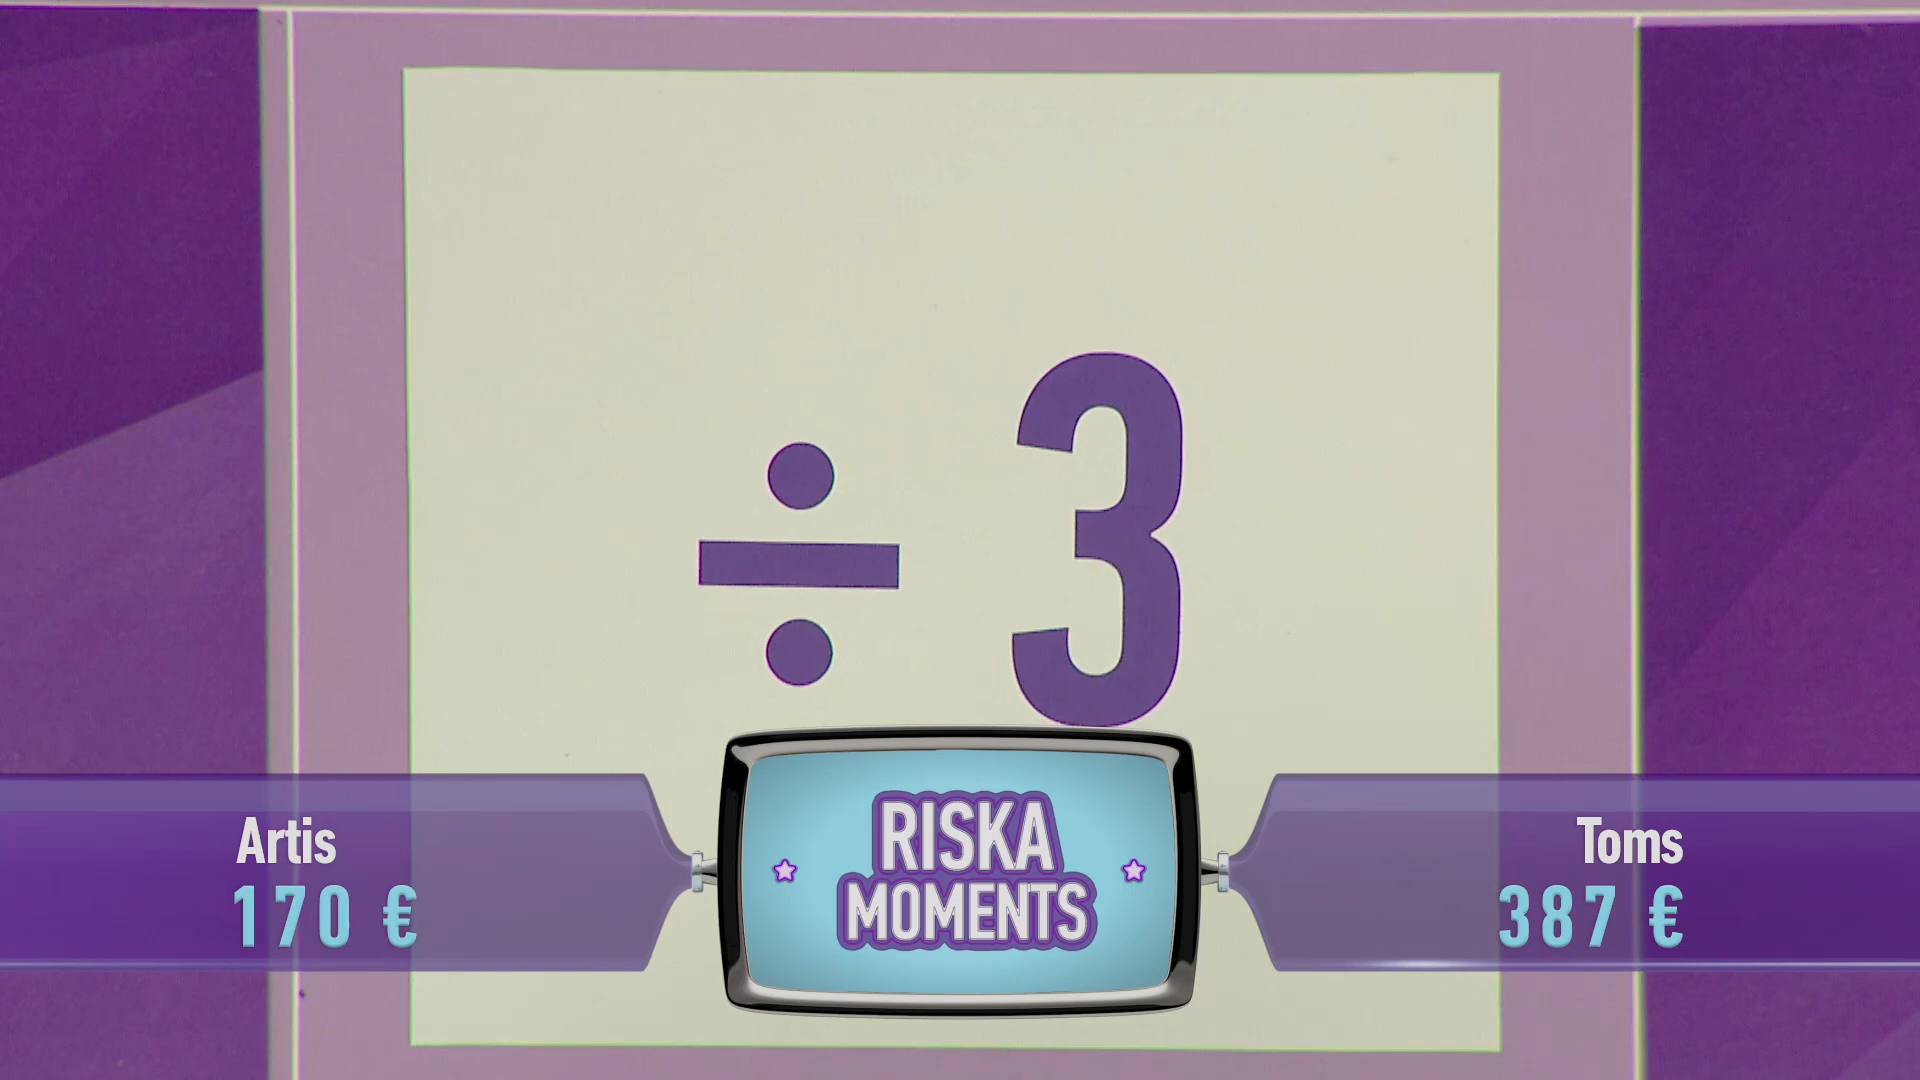 ÷ 3
RISKA
MOMENTS
Artis
170 €
Toms
387 €